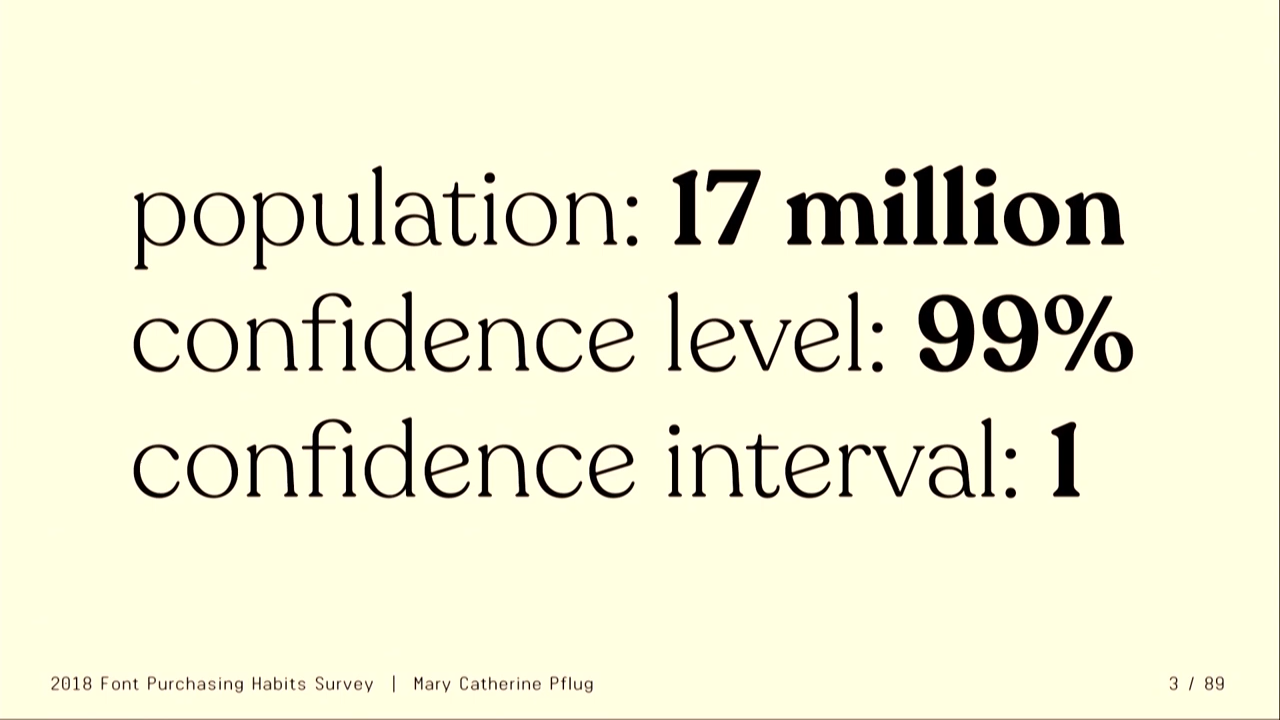 population: 17 million
confidence level: 99%
confidence interval: 1
2018 Font Purchasing Habits Survey | Mary Catherine Pflug
3 / 89